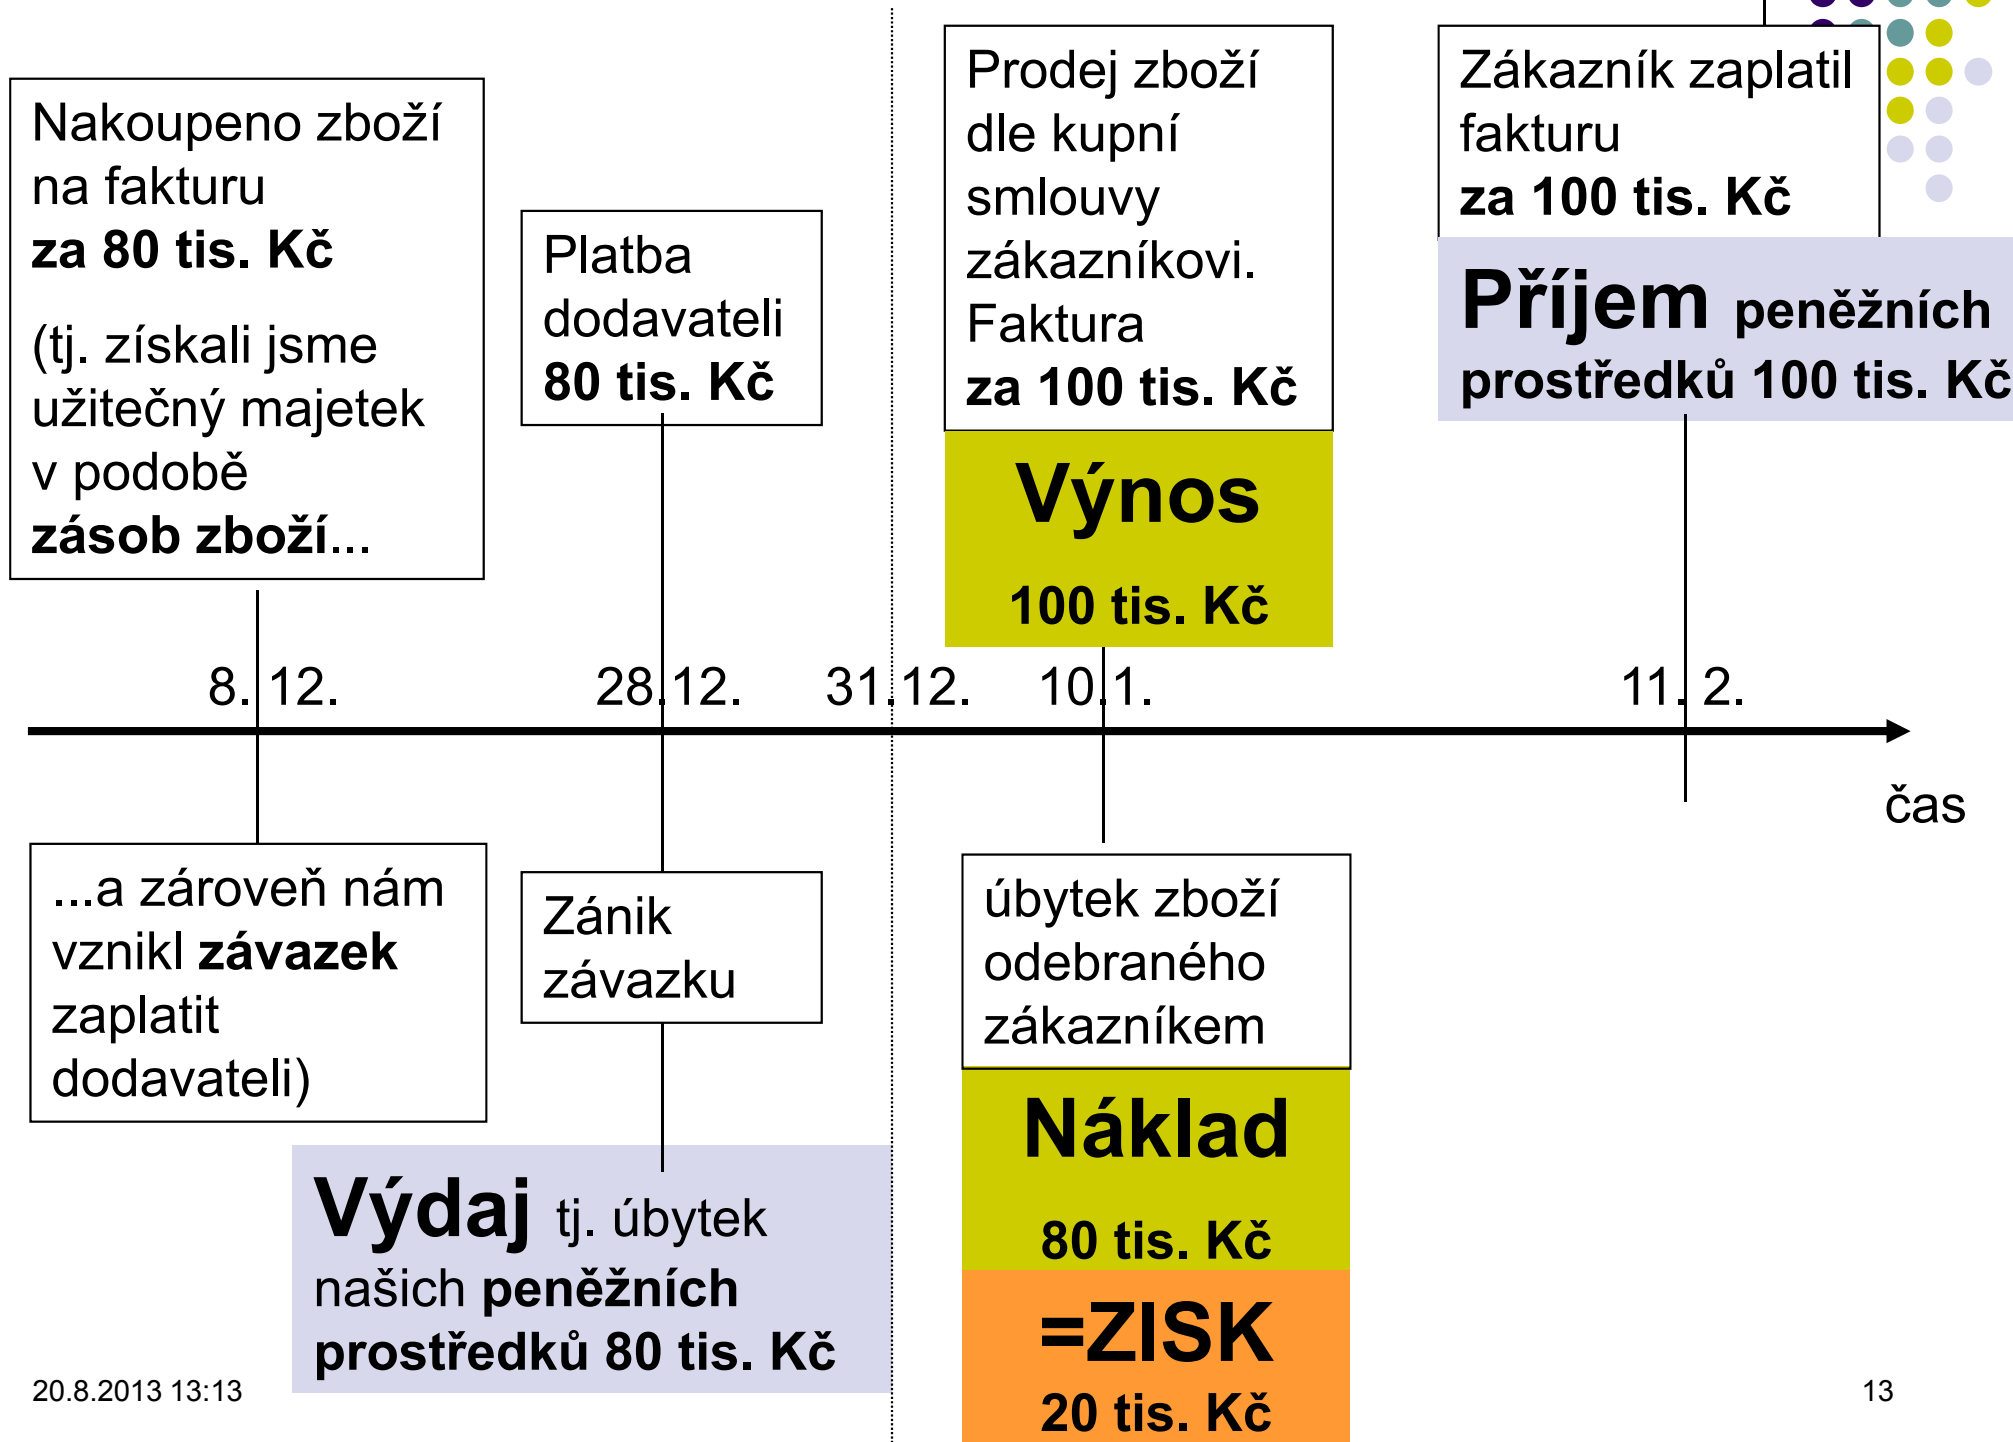 Nakoupeno zboží
na fakturu
za 80 tis. Kč
(tj. získali jsme
užitečný majetek
v podobě
zásob zboží...
Platba
dodavateli
80 tis. Kč
Prodej zboží
dle kupní
smlouvy
zákazníkovi.
Faktura
za 100 tis. Kč
Výnos
100 tis. Kč
Zákazník zaplatil
fakturu
za 100 tis. Kč
Příjem peněžních
prostředků 100 tis. Kč
8. 12.
28.12.
31.12.
10.1.
11. 2.
čas
...a zároveň nám
vznikl závazek
zaplatit
dodavateli)
Zánik
závazku
Výdaj tj. úbytek
našich peněžních
prostředků 80 tis. Kč
úbytek zboží
odebraného
zákazníkem
Náklad
80 tis. Kč
=ZISK
20 tis. Kč
20.8.2013 13:13
13